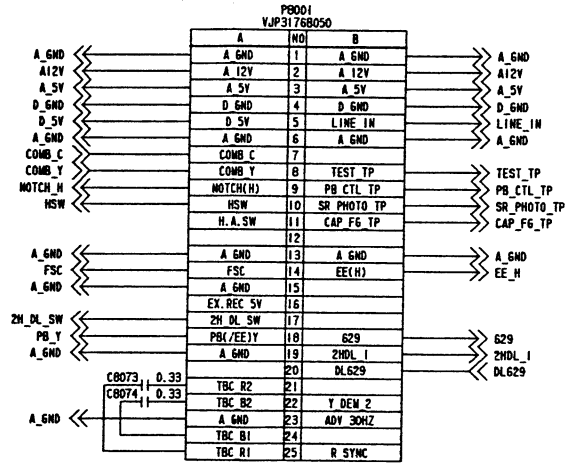 P8001
VJP3176B050
A NO B
A_GND A GND 1 A GND A_GND
A12V A 12V 2 A 12V A12V
A_5V A 5V 3 A 5V A_5V
D_GND D GND 4 D GND D_GND
D_5V D 5V 5 LINE IN LINE_IN
A_GND A GND 6 A GND A_GND
COMB_C COMB C 7
COMB_Y COMB Y 8 TEST TP TEST_TP
NOTCH_H NOTCH(H) 9 PB CTL TP PB_CTL_TP
HSW HSW 10 SR PHOTO TP SR_PHOTO_TP
H.A.SW 11 CAP FG TP CAP_FG_TP
12
A_GND A GND 13 A GND A_GND
FSC FSC 14 EE(H) EE_H
A_GND A GND 15
EX.REC 5V 16
2H_DL_SW 2H DL SW 17
PB_Y PB(/EE)Y 18 629 629
A_GND A GND 19 2HDL I 2HDL_I
20 DL629 DL629
C8073 0.33 TBC R2 21
C8074 0.33 TBC B2 22 Y DEM 2
A_GND A GND 23 ADV 30HZ
TBC B1 24
TBC R1 25 R SYNC